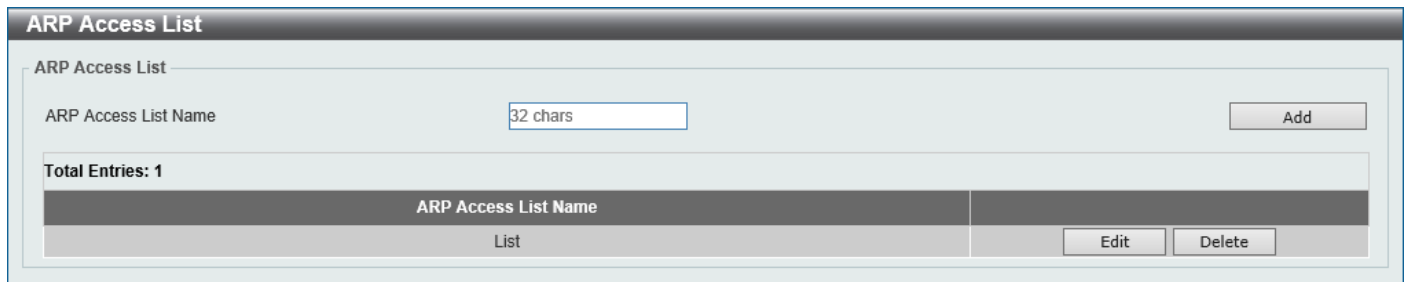 ARP Access List
ARP Access List
ARP Access List Name 32 chars Add
Total Entries: 1
ARP Access List Name
List Edit Delete